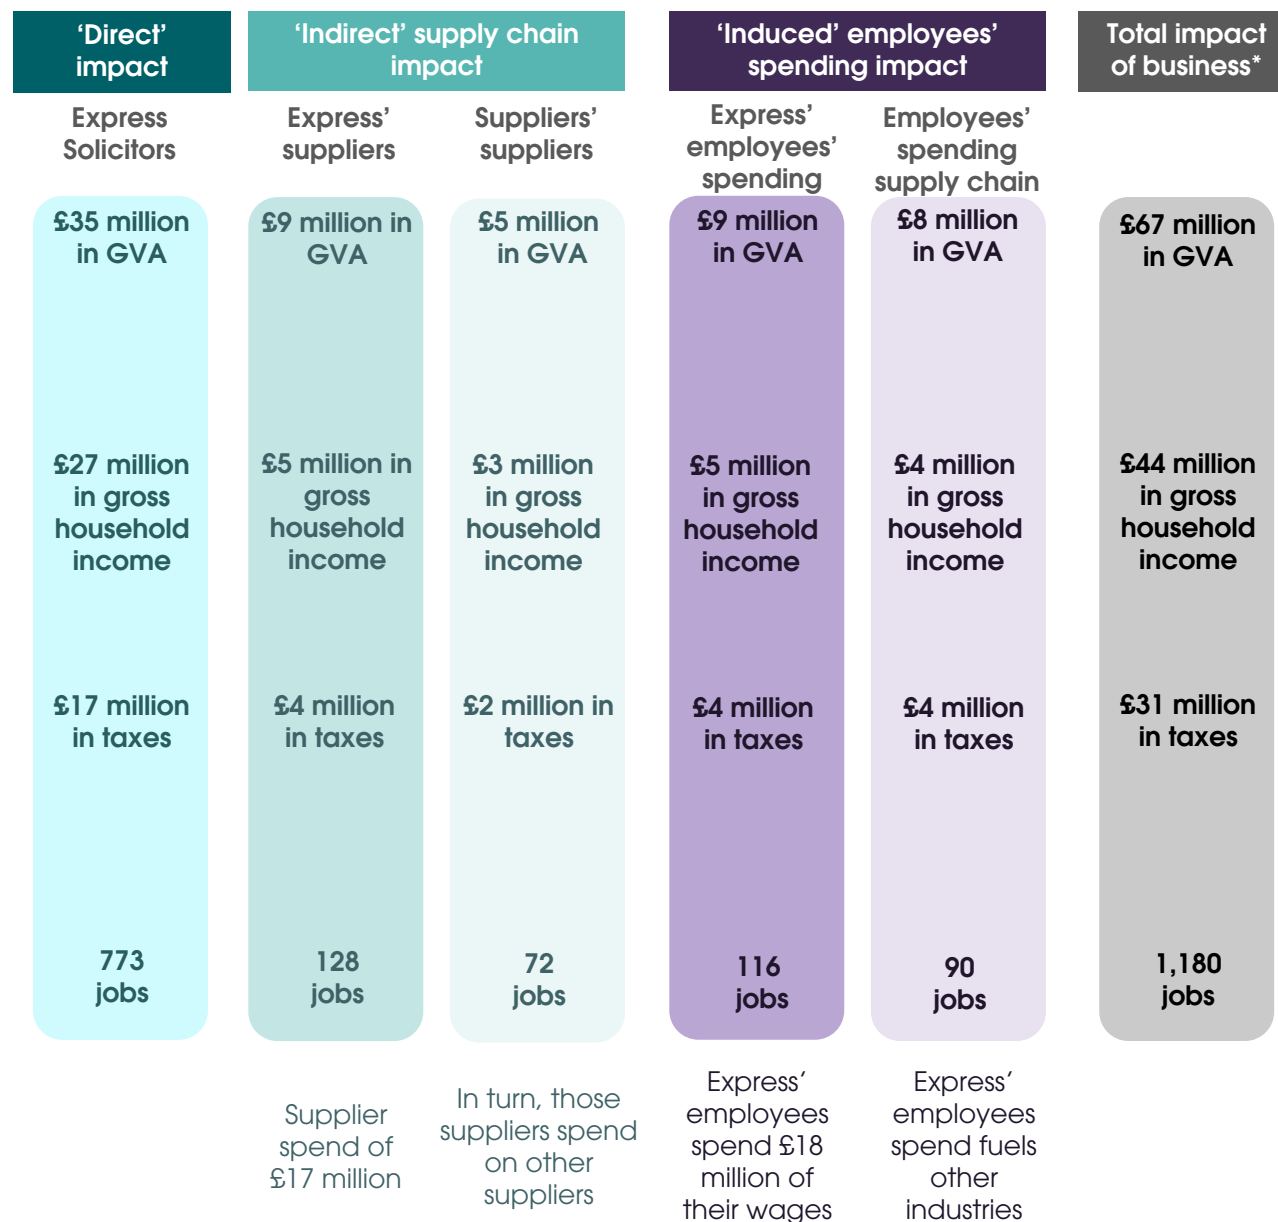 ‘Direct’
impact
‘Indirect’ supply chain
impact
‘Induced’ employees’
spending impact
Total impact
of business*
Express
Solicitors
Express’
suppliers
Suppliers’
suppliers
Express’
employees’
spending
Employees’
spending
supply chain
£35 million
in GVA
£9 million in
GVA
£5 million
in GVA
£9 million
in GVA
£8 million
in GVA
£67 million
in GVA
£27 million
in gross
household
income
£5 million in
gross
household
income
£3 million
in gross
household
income
£5 million
in gross
household
income
£4 million
in gross
household
income
£44 million
in gross
household
income
£17 million
in taxes
£4 million
in taxes
£2 million in
taxes
£4 million
in taxes
£4 million
in taxes
£31 million
in taxes
773
jobs
128
jobs
72
jobs
116
jobs
90
jobs
1,180
jobs
Supplier
spend of
£17 million
In turn, those
suppliers spend
on other
suppliers
Express’
employees
spend £18
million of
their wages
Express’
employees
spend fuels
other
industries